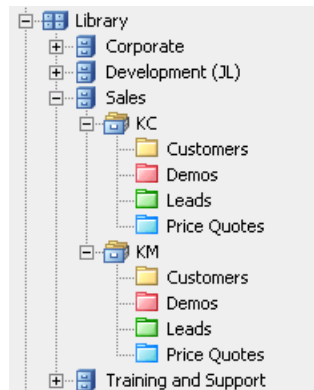 Library
Corporate
Development (JL)
Sales
KC
Customers
Demos
Leads
Price Quotes
KM
Customers
Demos
Leads
Price Quotes
Training and Support